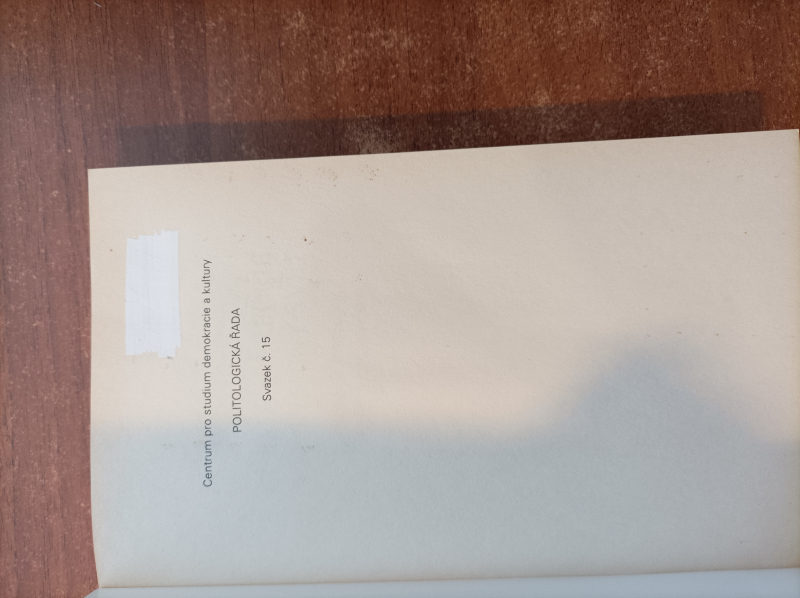 Centrum pro studium demokracie a kultury
POLITOLOGICKÁ ŘADA
Svazek č. 15